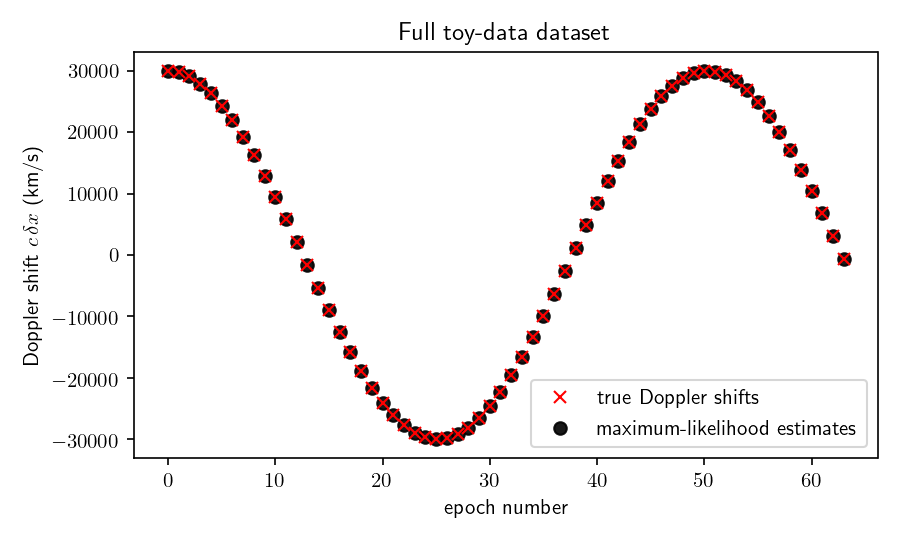 Full toy-data dataset
Doppler shift c δx (km/s)
30000
20000
10000
0
−10000
−20000
−30000
true Doppler shifts
maximum-likelihood estimates
0 10 20 30 40 50 60
epoch number